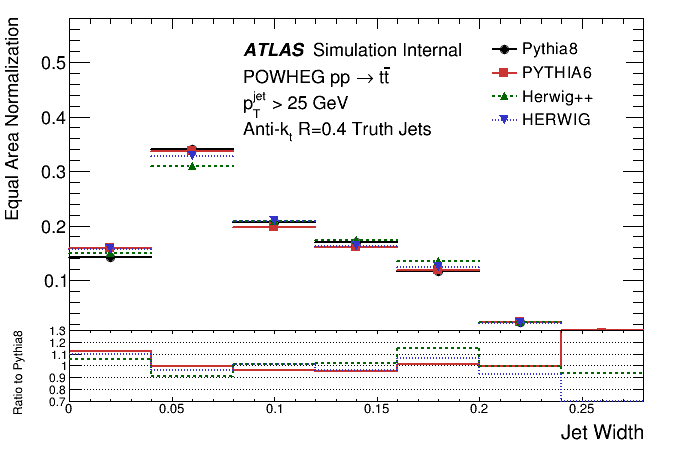 ATLAS Simulation Internal
POWHEG pp → tt̄
p_T^jet > 25 GeV
Anti-k_t R=0.4 Truth Jets
Pythia8
PYTHIA6
Herwig++
HERWIG
Equal Area Normalization
0.5
0.4
0.3
0.2
0.1
Ratio to Pythia8
1.3
1.2
1.1
1
0.9
0.8
0.7
0 0.05 0.1 0.15 0.2 0.25
Jet Width